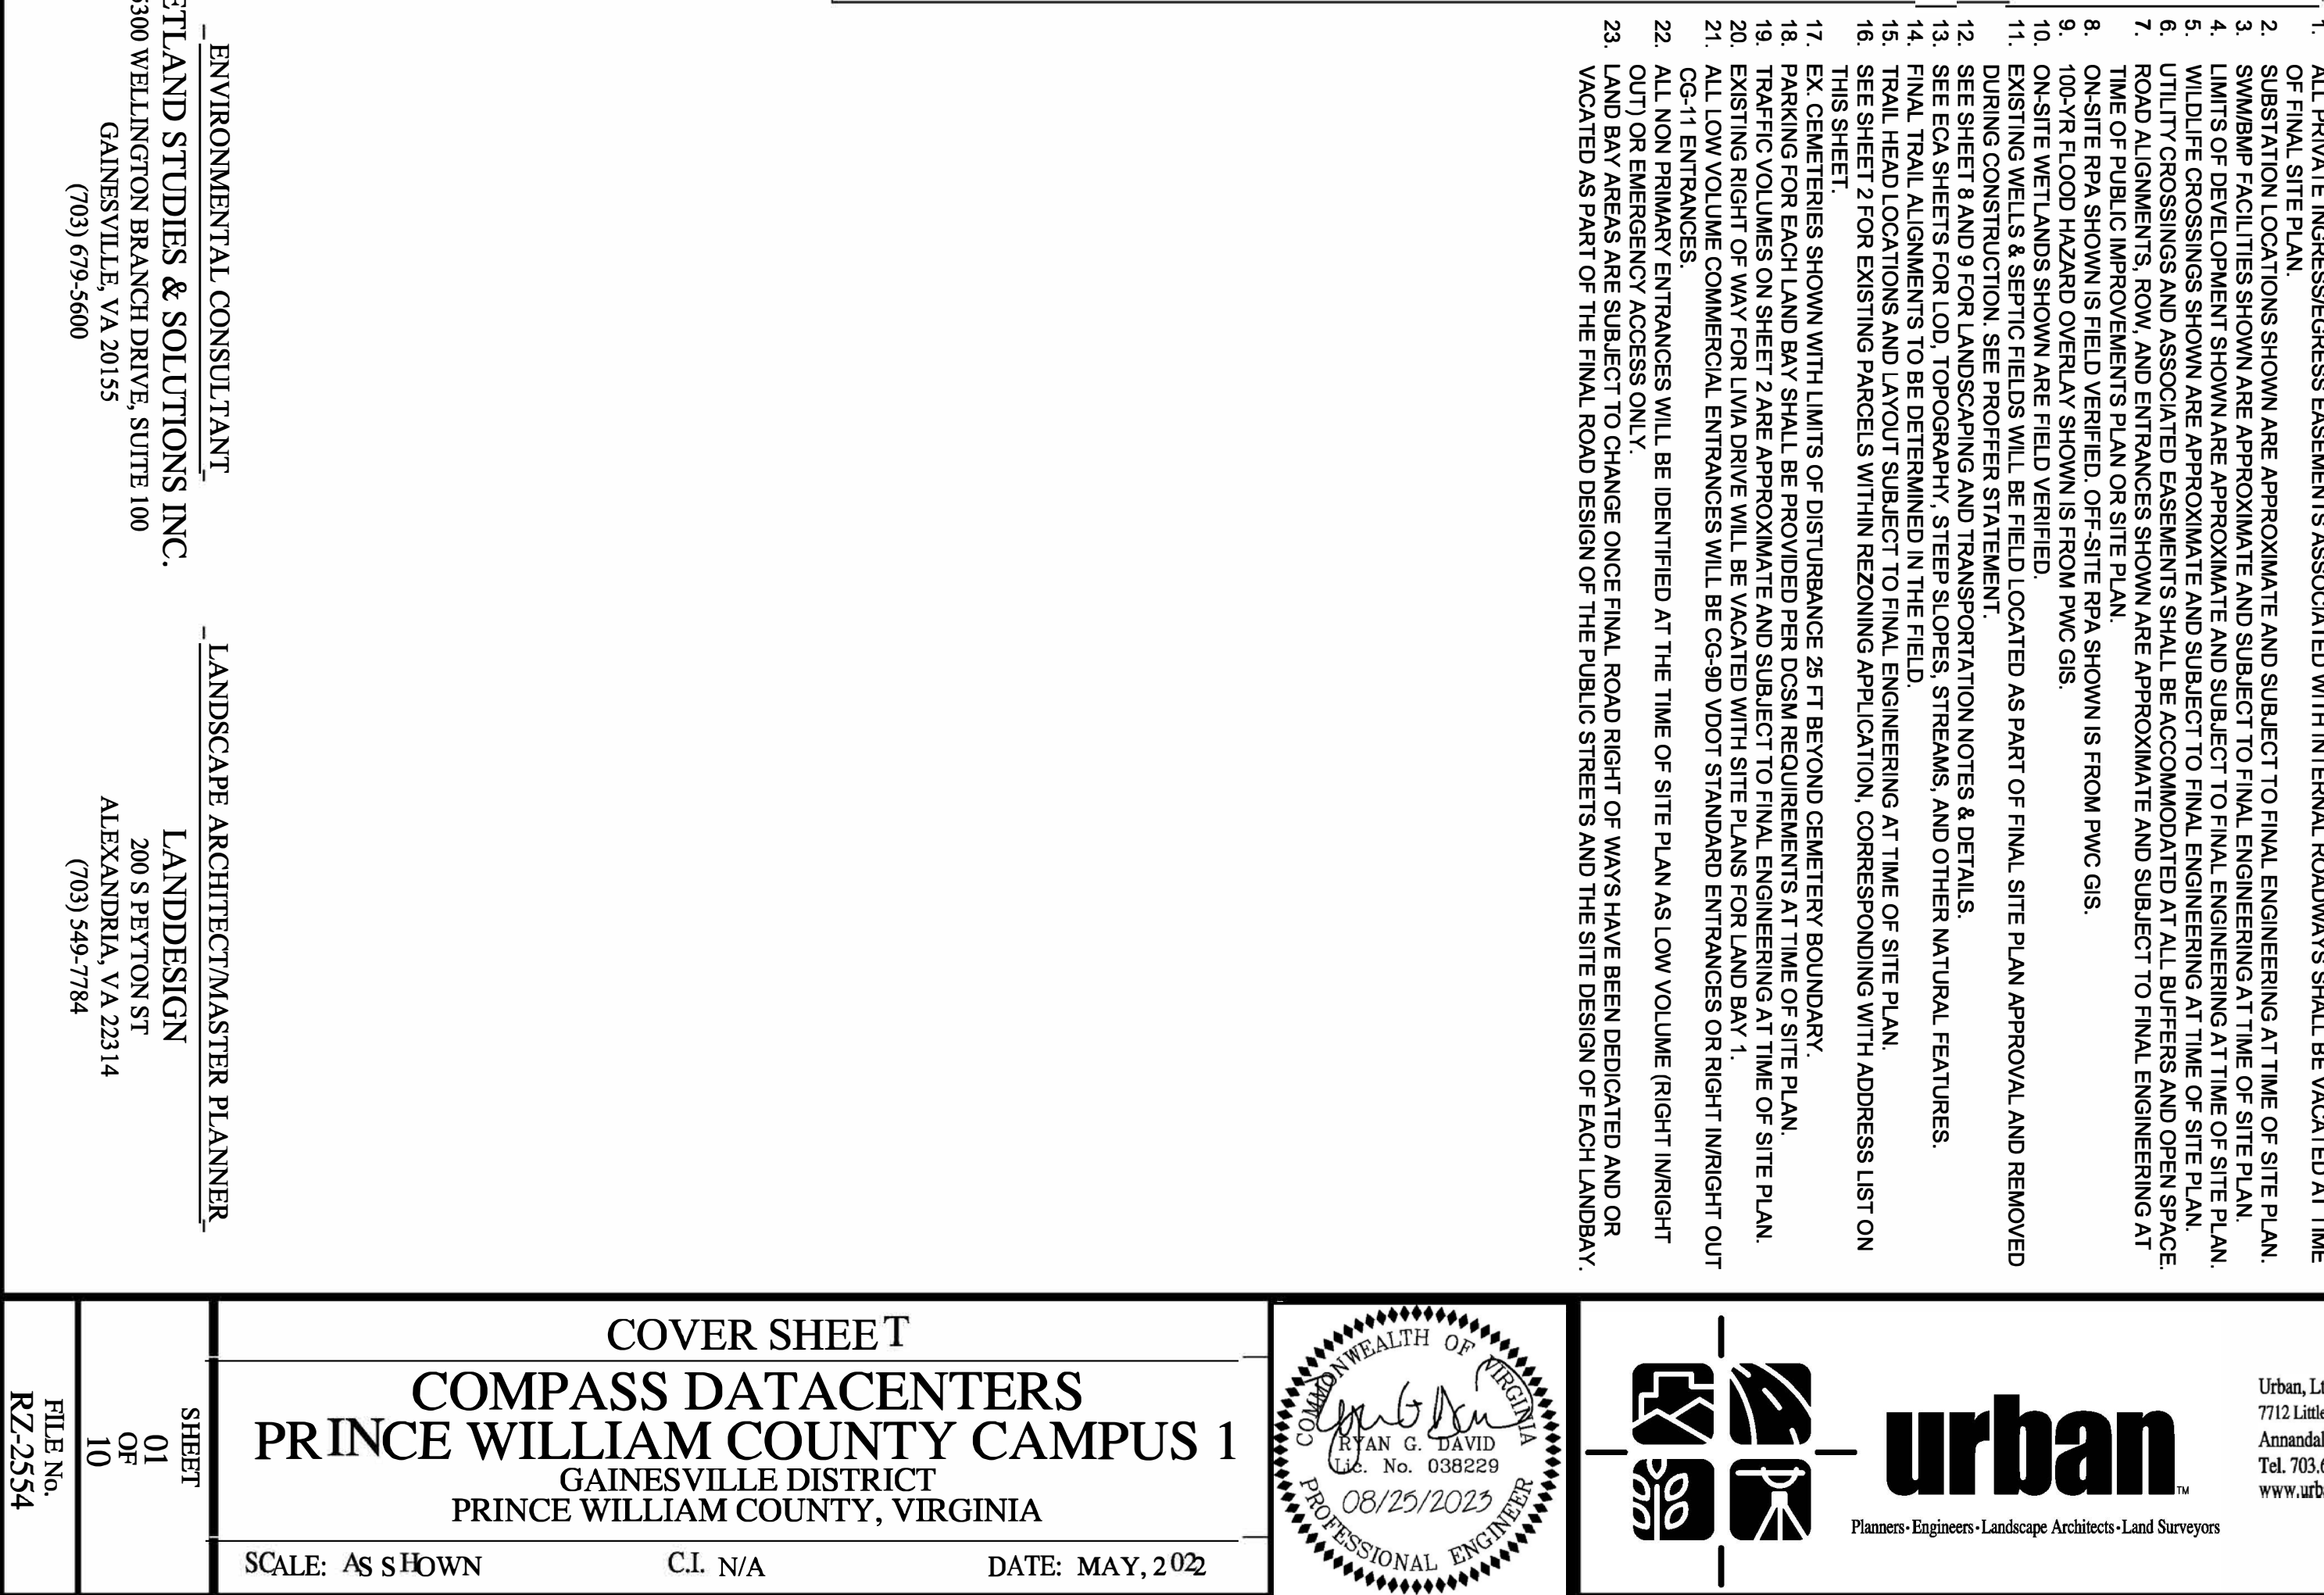 1. ALL PRIVATE INGRESS/EGRESS EASEMENTS ASSOCIATED WITH INTERNAL ROADWAYS SHALL BE VACATED AT TIME
OF FINAL SITE PLAN.
2. SUBSTATION LOCATIONS SHOWN ARE APPROXIMATE AND SUBJECT TO FINAL ENGINEERING AT TIME OF SITE PLAN.
3. SWM/BMP FACILITIES SHOWN ARE APPROXIMATE AND SUBJECT TO FINAL ENGINEERING AT TIME OF SITE PLAN.
4. LIMITS OF DEVELOPMENT SHOWN ARE APPROXIMATE AND SUBJECT TO FINAL ENGINEERING AT TIME OF SITE PLAN.
5. WILDLIFE CROSSINGS SHOWN ARE APPROXIMATE AND SUBJECT TO FINAL ENGINEERING AT TIME OF SITE PLAN.
6. UTILITY CROSSINGS AND ASSOCIATED EASEMENTS SHALL BE ACCOMMODATED AT ALL BUFFERS AND OPEN SPACE.
7. ROAD ALIGNMENTS, ROW, AND ENTRANCES SHOWN ARE APPROXIMATE AND SUBJECT TO FINAL ENGINEERING AT
TIME OF PUBLIC IMPROVEMENTS PLAN OR SITE PLAN.
8. ON-SITE RPA SHOWN IS FIELD VERIFIED. OFF-SITE RPA SHOWN IS FROM PWC GIS.
9. 100-YR FLOOD HAZARD OVERLAY SHOWN IS FROM PWC GIS.
10. ON-SITE WETLANDS SHOWN ARE FIELD VERIFIED.
11. EXISTING WELLS & SEPTIC FIELDS WILL BE FIELD LOCATED AS PART OF FINAL SITE PLAN APPROVAL AND REMOVED
DURING CONSTRUCTION. SEE PROFFER STATEMENT.
12. SEE SHEET 8 AND 9 FOR LANDSCAPING AND TRANSPORTATION NOTES & DETAILS.
13. SEE ECA SHEETS FOR LOD, TOPOGRAPHY, STEEP SLOPES, STREAMS, AND OTHER NATURAL FEATURES.
14. FINAL TRAIL ALIGNMENTS TO BE DETERMINED IN THE FIELD.
15. TRAIL HEAD LOCATIONS AND LAYOUT SUBJECT TO FINAL ENGINEERING AT TIME OF SITE PLAN.
16. SEE SHEET 2 FOR EXISTING PARCELS WITHIN REZONING APPLICATION, CORRESPONDING WITH ADDRESS LIST ON
THIS SHEET.
17. EX. CEMETERIES SHOWN WITH LIMITS OF DISTURBANCE 25 FT BEYOND CEMETERY BOUNDARY.
18. PARKING FOR EACH LAND BAY SHALL BE PROVIDED PER DCSM REQUIREMENTS AT TIME OF SITE PLAN.
19. TRAFFIC VOLUMES ON SHEET 2 ARE APPROXIMATE AND SUBJECT TO FINAL ENGINEERING AT TIME OF SITE PLAN.
20. EXISTING RIGHT OF WAY FOR LIVIA DRIVE WILL BE VACATED WITH SITE PLANS FOR LAND BAY 1.
21. ALL LOW VOLUME COMMERCIAL ENTRANCES WILL BE CG-9D VDOT STANDARD ENTRANCES OR RIGHT IN/RIGHT OUT
CG-11 ENTRANCES.
22. ALL NON PRIMARY ENTRANCES WILL BE IDENTIFIED AT THE TIME OF SITE PLAN AS LOW VOLUME (RIGHT IN/RIGHT
OUT) OR EMERGENCY ACCESS ONLY.
23. LAND BAY AREAS ARE SUBJECT TO CHANGE ONCE FINAL ROAD RIGHT OF WAYS HAVE BEEN DEDICATED AND OR
VACATED AS PART OF THE FINAL ROAD DESIGN OF THE PUBLIC STREETS AND THE SITE DESIGN OF EACH LANDBAY.
ENVIRONMENTAL CONSULTANT
ETLAND STUDIES & SOLUTIONS INC.
5300 WELLINGTON BRANCH DRIVE, SUITE 100
GAINESVILLE, VA 20155
(703) 679-5600
LANDSCAPE ARCHITECT/MASTER PLANNER
LANDDESIGN
200 S PEYTON ST
ALEXANDRIA, VA 22314
(703) 549-7784
COVER SHEET
COMPASS DATACENTERS
PRINCE WILLIAM COUNTY CAMPUS 1
GAINESVILLE DISTRICT
PRINCE WILLIAM COUNTY, VIRGINIA
SCALE: AS SHOWN C.I. N/A DATE: MAY, 2022
SHEET
01
OF
10
FILE No.
RZ-2554
COMMONWEALTH OF VIRGINIA
RYAN G. DAVID
Lic. No. 038229
08/25/2023
PROFESSIONAL ENGINEER
urban™
Planners·Engineers·Landscape Architects·Land Surveyors
Urban, Lt
7712 Little
Annandal
Tel. 703.6
www.urb